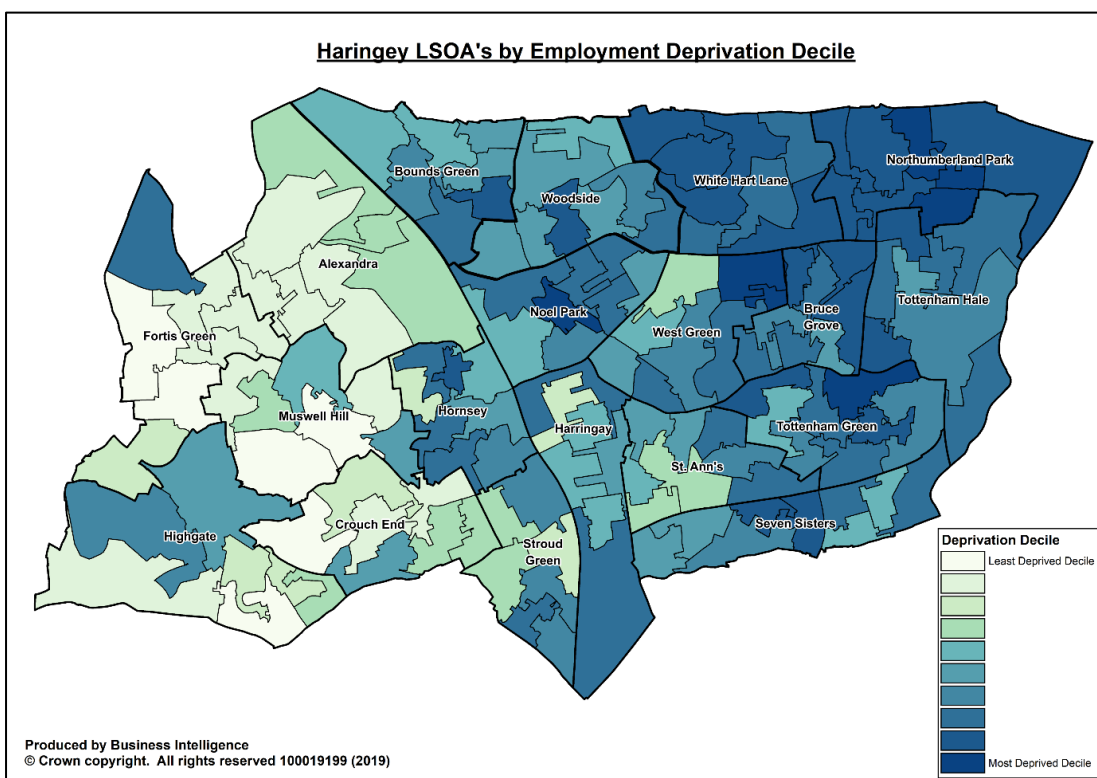 Haringey LSOA's by Employment Deprivation Decile
Northumberland Park
Bounds Green
White Hart Lane
Woodside
Alexandra
Tottenham Hale
Noel Park
Bruce
Grove
Fortis Green
West Green
Muswell Hill
Hornsey
Harringay
Tottenham Green
St. Ann's
Crouch End
Seven Sisters
Highgate
Stroud
Green
Deprivation Decile
Least Deprived Decile
Most Deprived Decile
Produced by Business Intelligence
© Crown copyright. All rights reserved 100019199 (2019)